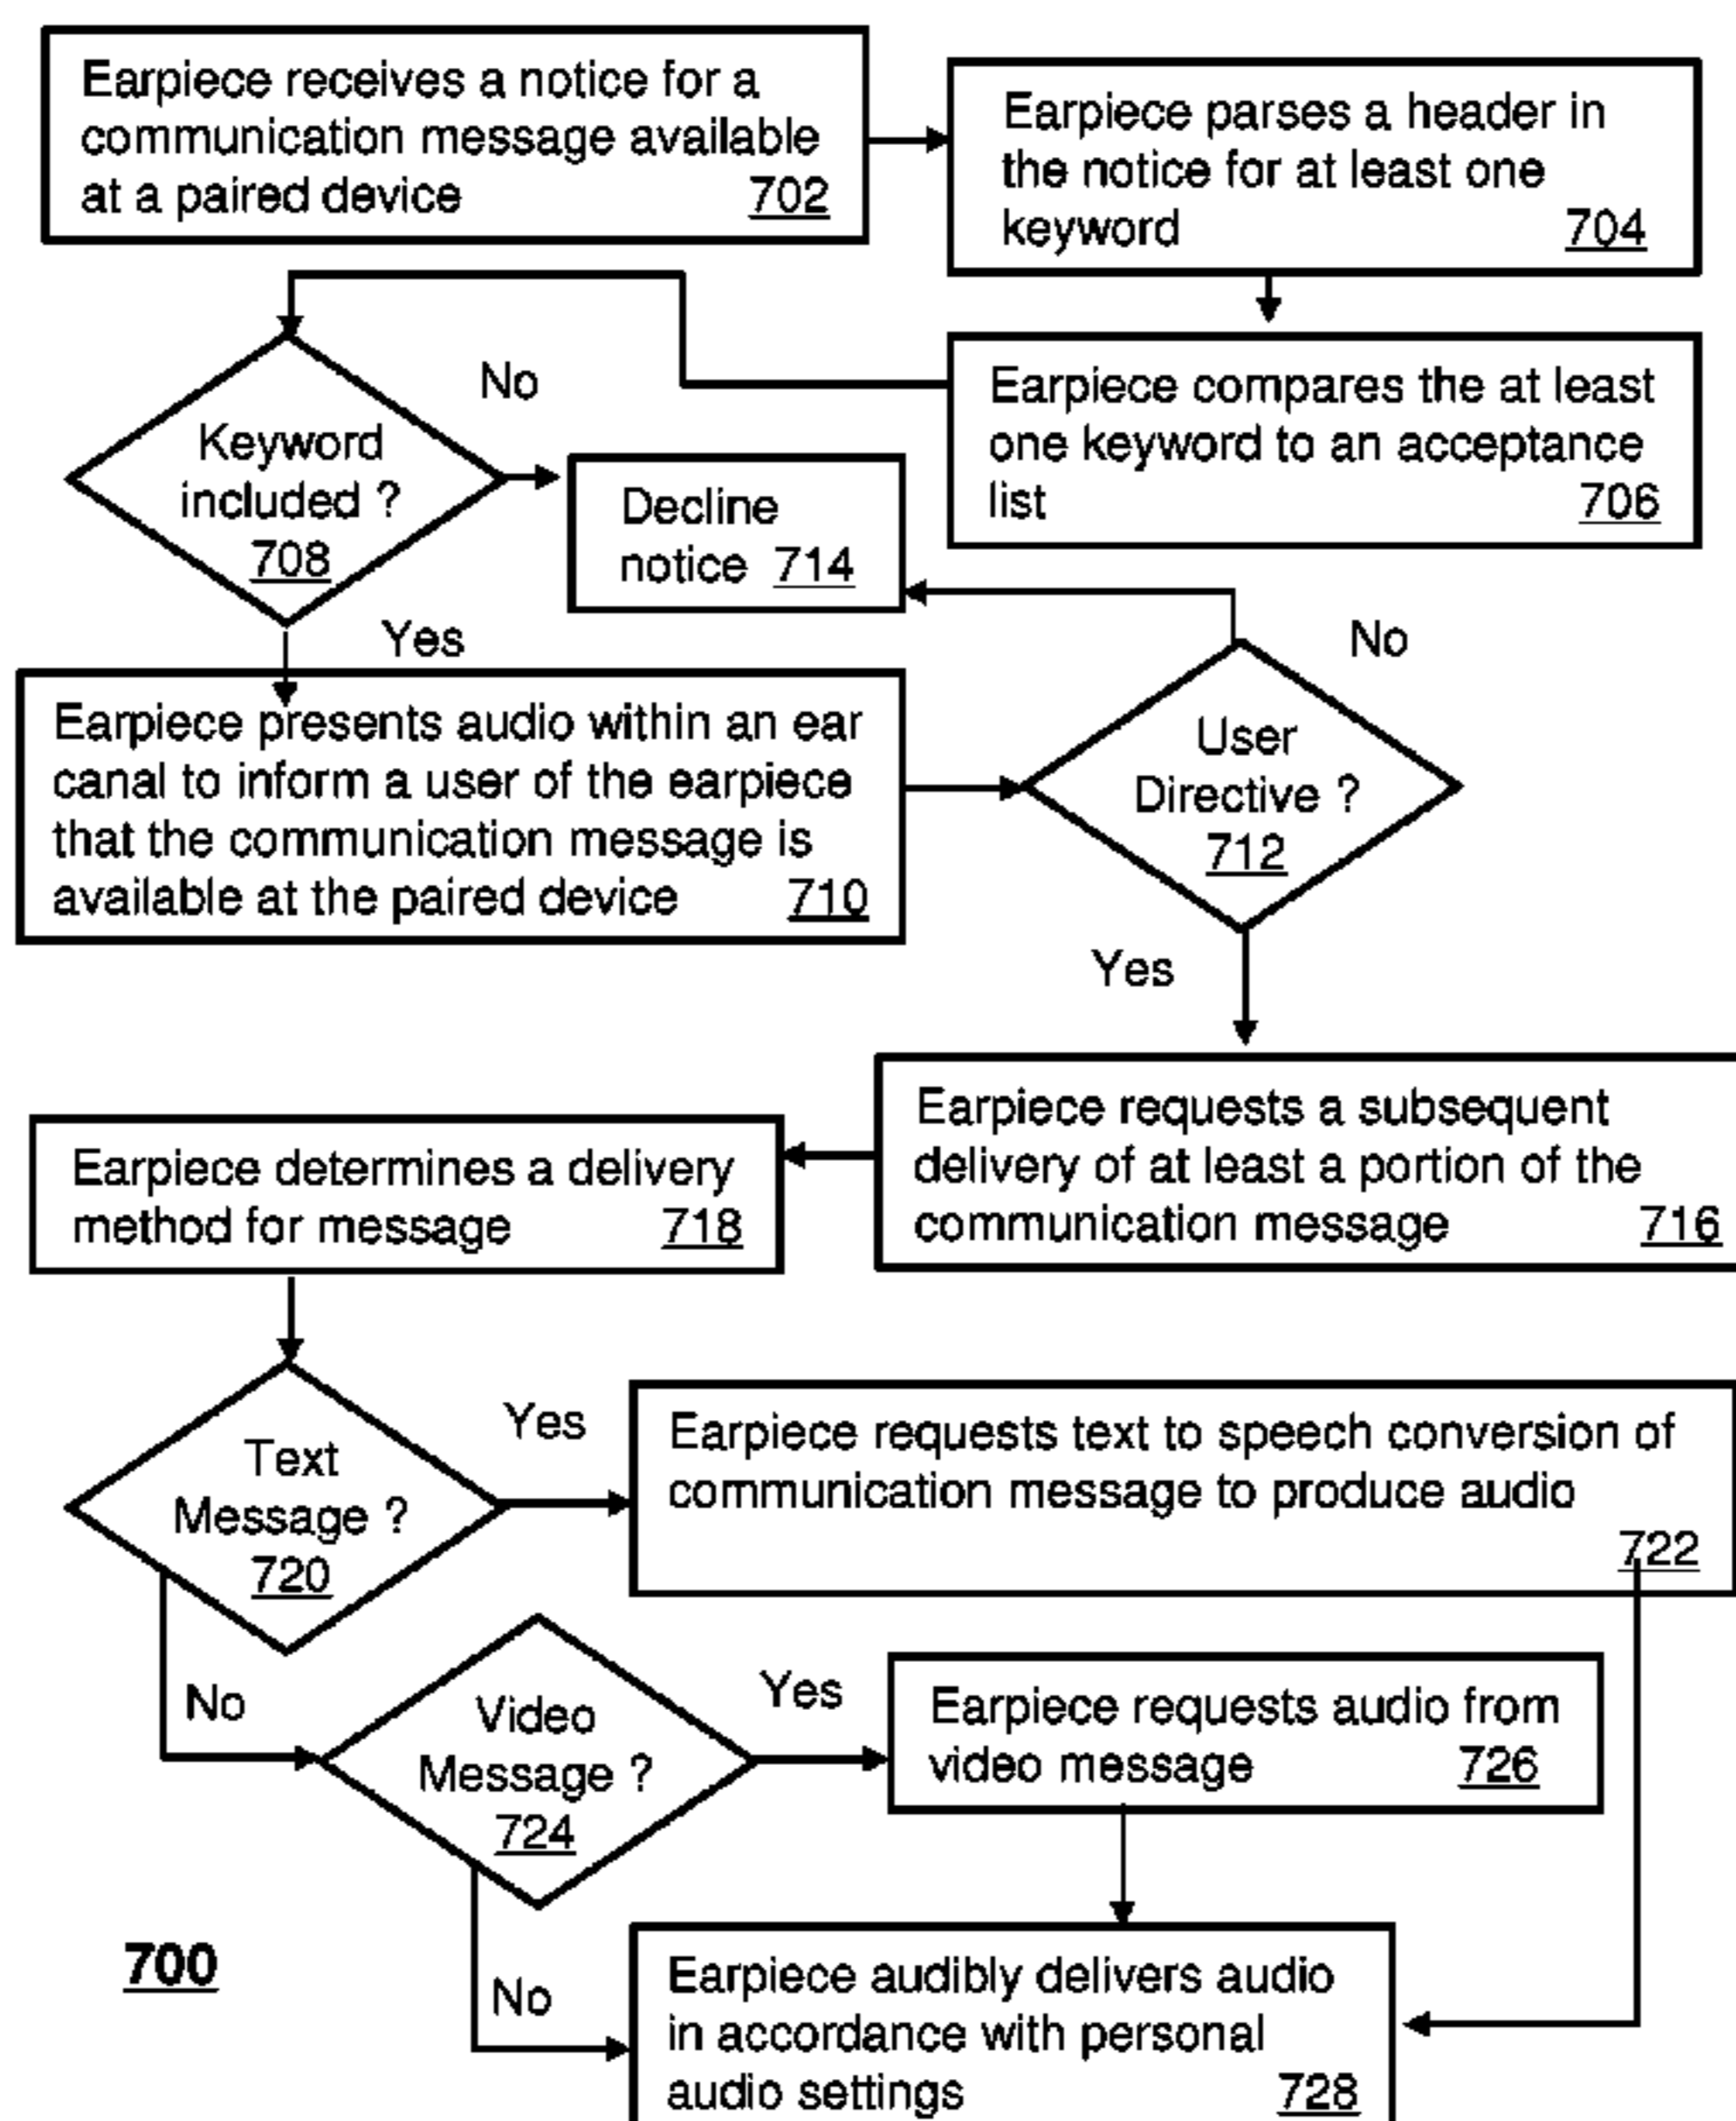 Earpiece receives a notice for a
communication message available
at a paired device 702
Earpiece parses a header in
the notice for at least one
keyword 704
Earpiece compares the at least
one keyword to an acceptance
list 706
Keyword
included ?
708
No
Yes
Decline
notice 714
Earpiece presents audio within an ear
canal to inform a user of the earpiece
that the communication message is
available at the paired device 710
User
Directive ?
712
No
Yes
Earpiece requests a subsequent
delivery of at least a portion of the
communication message 716
Earpiece determines a delivery
method for message 718
Text
Message ?
720
Yes
No
Earpiece requests text to speech conversion of
communication message to produce audio
722
Video
Message ?
724
Yes
No
Earpiece requests audio from
video message 726
Earpiece audibly delivers audio
in accordance with personal
audio settings 728
700